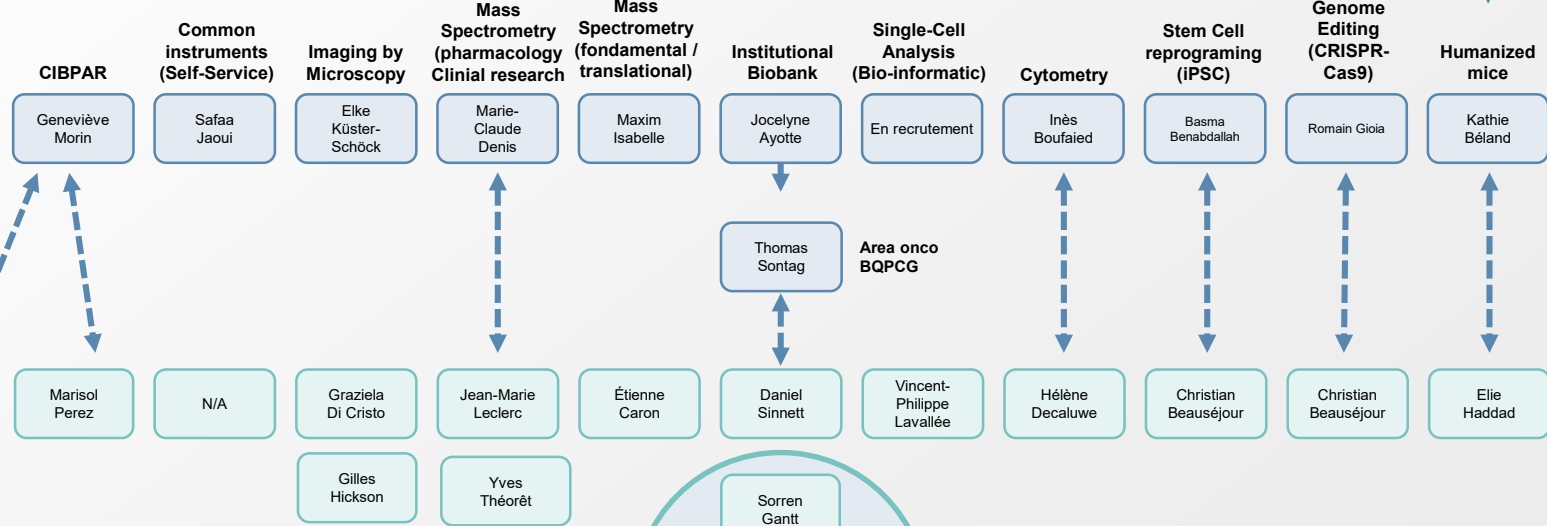 CIBPAR
Common
instruments
(Self-Service)
Imaging by
Microscopy
Mass
Spectrometry
(pharmacology
Clinial research
Mass
Spectrometry
(fondamental /
translational)
Institutional
Biobank
Single-Cell
Analysis
(Bio-informatic)
Cytometry
Stem Cell
reprograming
(iPSC)
Genome
Editing
(CRISPR-
Cas9)
Humanized
mice
Geneviève
Morin
Safaa
Jaoui
Elke
Küster-
Schöck
Marie-
Claude
Denis
Maxim
Isabelle
Jocelyne
Ayotte
En recrutement
Inès
Boufaied
Basma
Benabdallah
Romain Gioia
Kathie
Béland
Thomas
Sontag
Area onco
BQPCG
Marisol
Perez
N/A
Graziela
Di Cristo
Jean-Marie
Leclerc
Étienne
Caron
Daniel
Sinnett
Vincent-
Philippe
Lavallée
Hélène
Decaluwe
Christian
Beauséjour
Christian
Beauséjour
Elie
Haddad
Gilles
Hickson
Yves
Théorêt
Sorren
Gantt